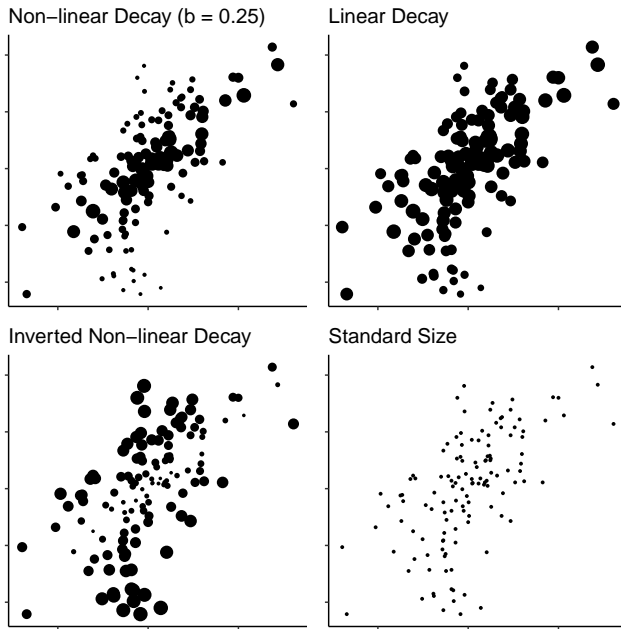 Non−linear Decay (b = 0.25)
Linear Decay
Inverted Non−linear Decay
Standard Size